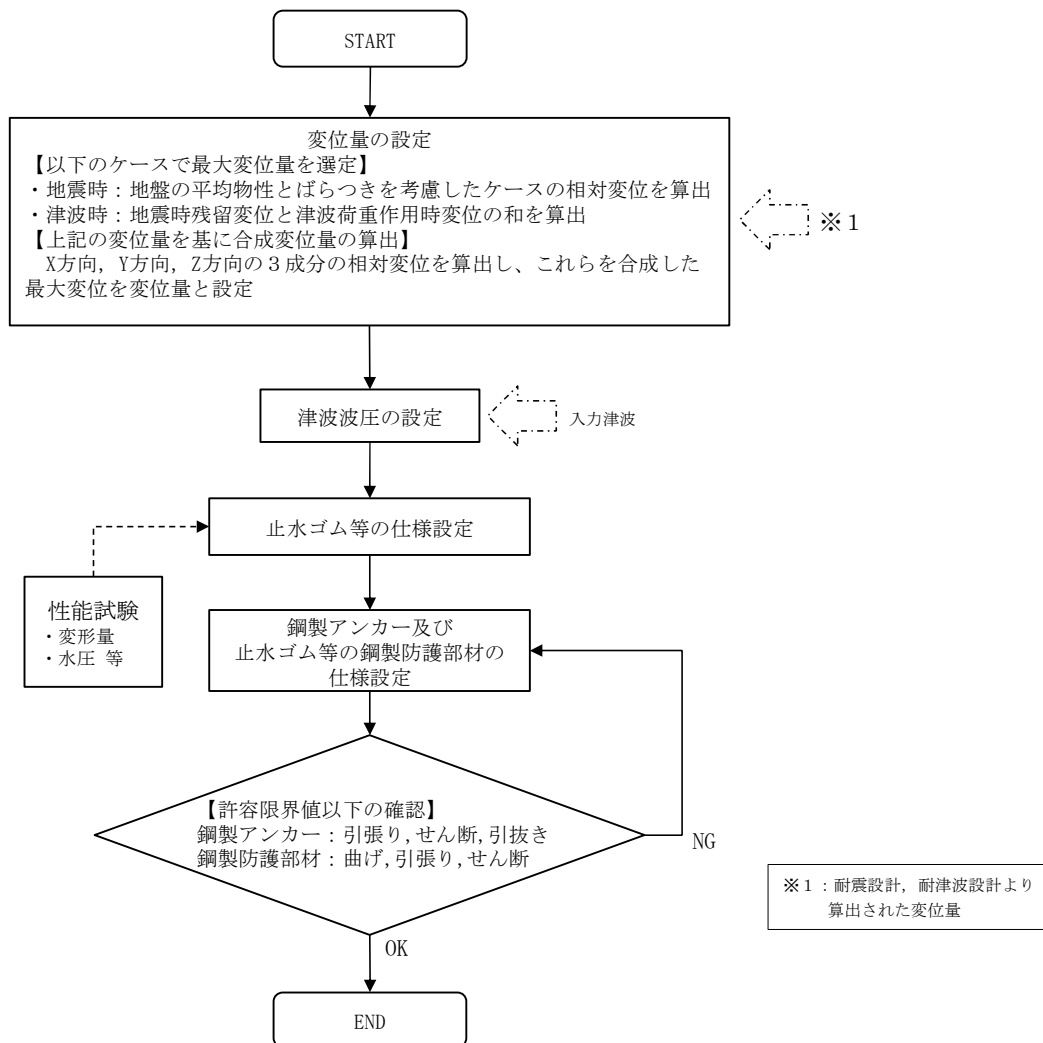 START
変位量の設定
【以下のケースで最大変位量を選定】
・地震時：地盤の平均物性とばらつきを考慮したケースの相対変位を算出
・津波時：地震時残留変位と津波荷重作用時変位の和を算出
【上記の変位量を基に合成変位量の算出】
X方向，Y方向，Z方向の３成分の相対変位を算出し、これらを合成した
最大変位を変位量と設定
※１
津波波圧の設定
入力津波
止水ゴム等の仕様設定
性能試験
・変形量
・水圧 等
鋼製アンカー及び
止水ゴム等の鋼製防護部材の
仕様設定
【許容限界値以下の確認】
鋼製アンカー：引張り,せん断,引抜き
鋼製防護部材：曲げ,引張り,せん断
NG
※１：耐震設計，耐津波設計より
算出された変位量
OK
END